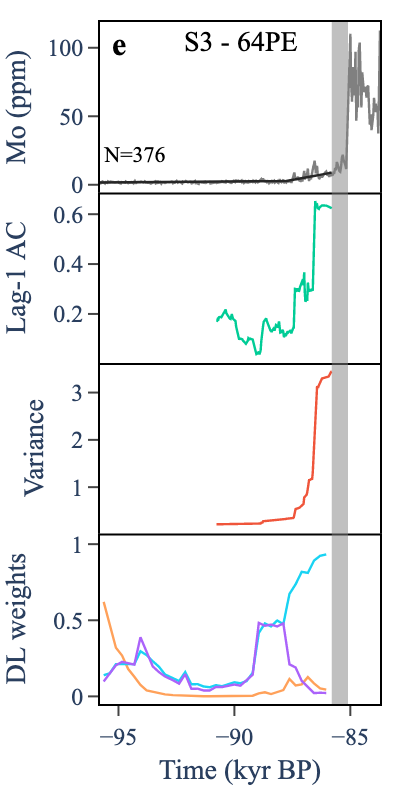 e S3 - 64PE
Mo (ppm)
100
50
0
N=376
Lag-1 AC
0.6
0.4
0.2
Variance
3
2
1
DL weights
1
0.5
0
−95 −90 −85
Time (kyr BP)